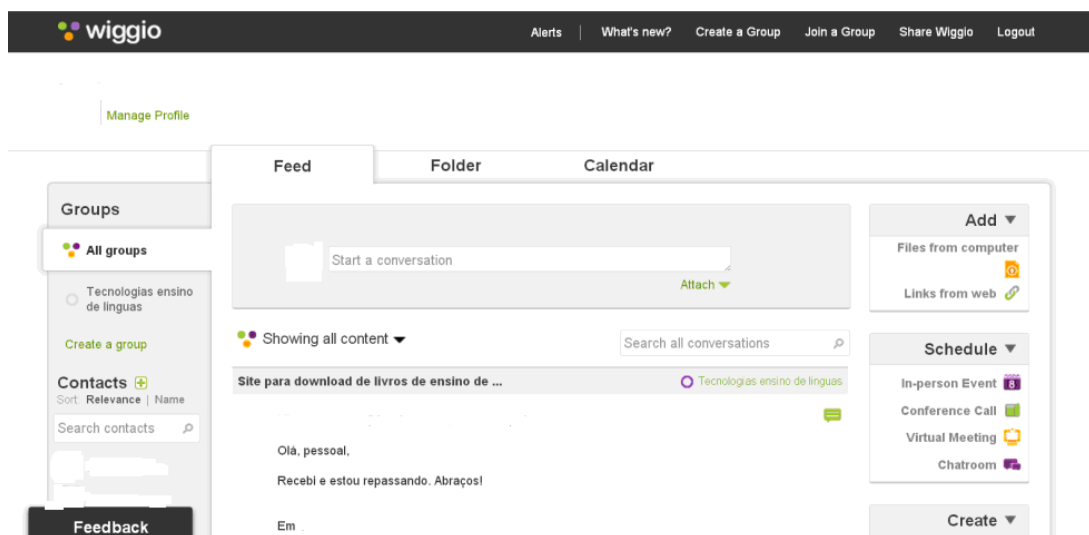 wiggio
Alerts | What's new? Create a Group Join a Group Share Wiggio Logout
Manage Profile
Feed Folder Calendar
Groups
All groups
Tecnologias ensino
de linguas
Create a group
Contacts
Sort: Relevance | Name
Search contacts
Feedback
Start a conversation
Attach
Showing all content
Search all conversations
Site para download de livros de ensino de ...
Tecnologias ensino de linguas
Olá, pessoal,
Recebi e estou repassando. Abraços!
Em
Add
Files from computer
Links from web
Schedule
In-person Event 8
Conference Call
Virtual Meeting
Chatroom
Create